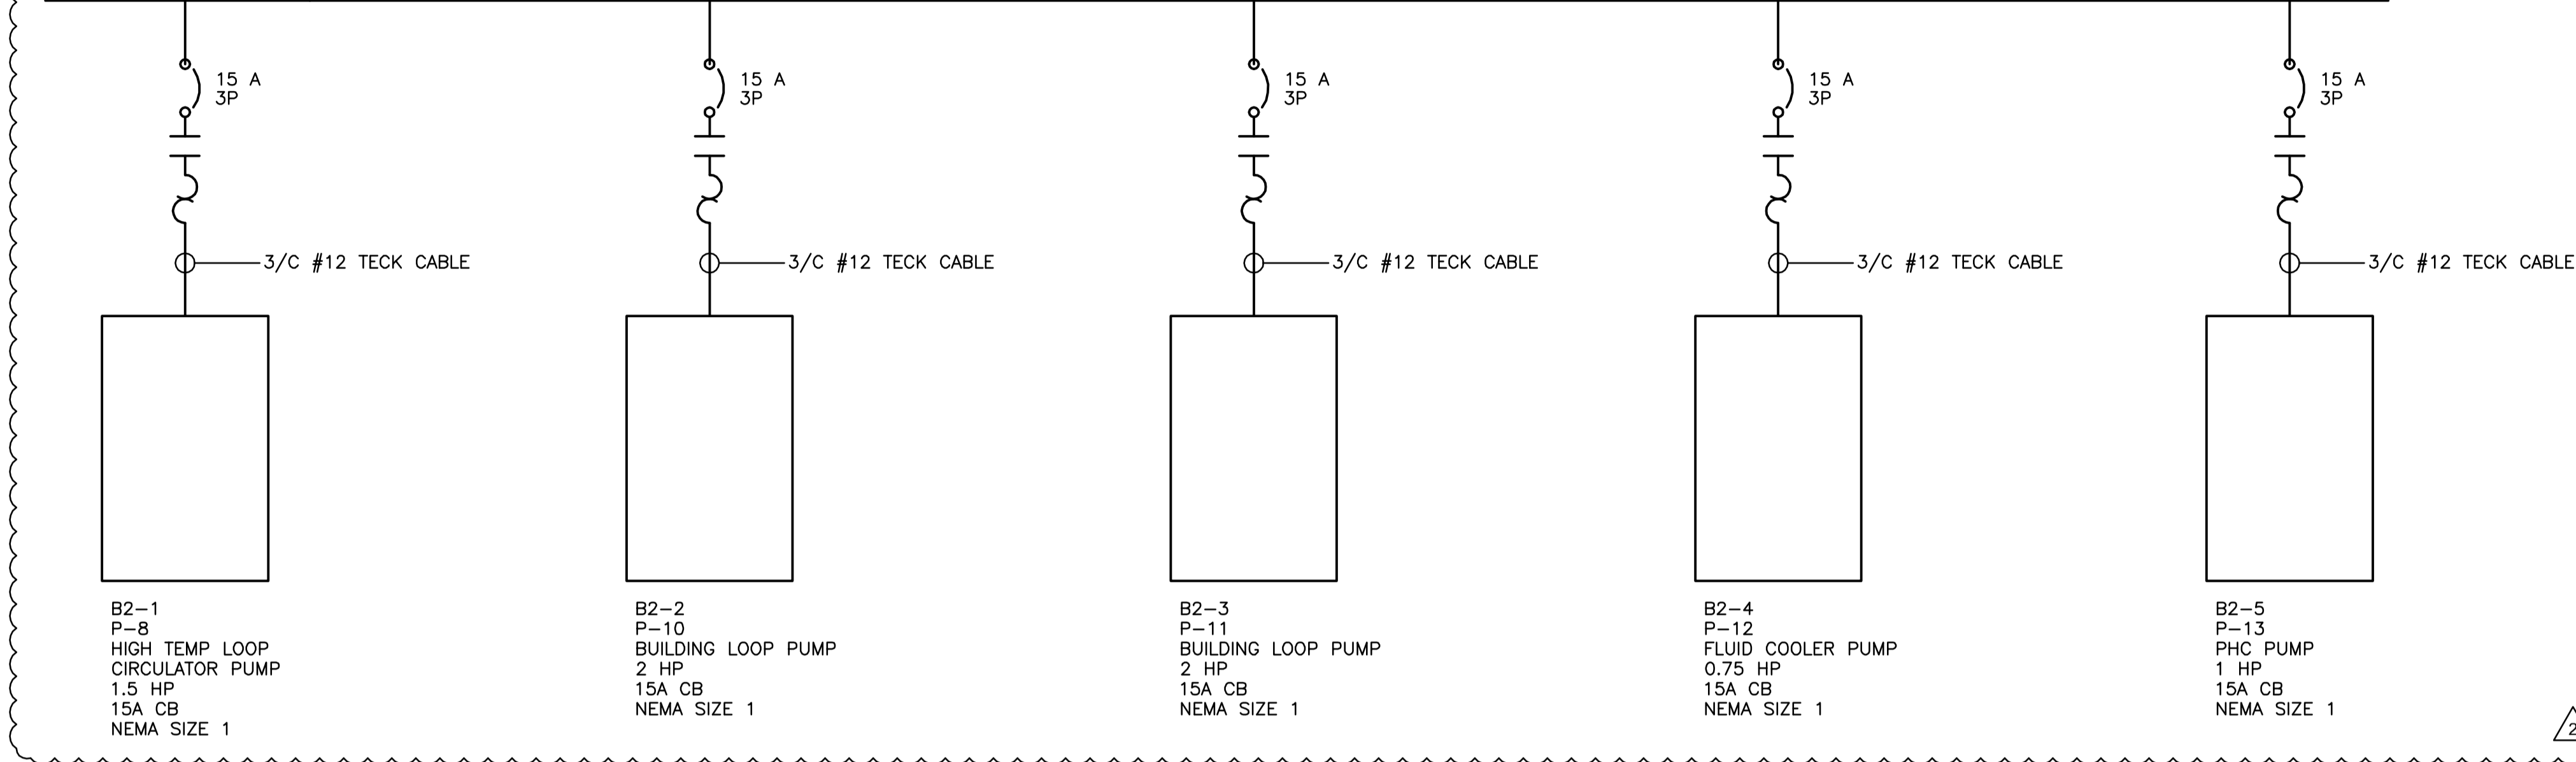 15 A
3P
15 A
3P
15 A
3P
15 A
3P
15 A
3P
3/C #12 TECK CABLE
3/C #12 TECK CABLE
3/C #12 TECK CABLE
3/C #12 TECK CABLE
3/C #12 TECK CABLE
B2-1
P-8
HIGH TEMP LOOP
CIRCULATOR PUMP
1.5 HP
15A CB
NEMA SIZE 1
B2-2
P-10
BUILDING LOOP PUMP
2 HP
15A CB
NEMA SIZE 1
B2-3
P-11
BUILDING LOOP PUMP
2 HP
15A CB
NEMA SIZE 1
B2-4
P-12
FLUID COOLER PUMP
0.75 HP
15A CB
NEMA SIZE 1
B2-5
P-13
PHC PUMP
1 HP
15A CB
NEMA SIZE 1
2